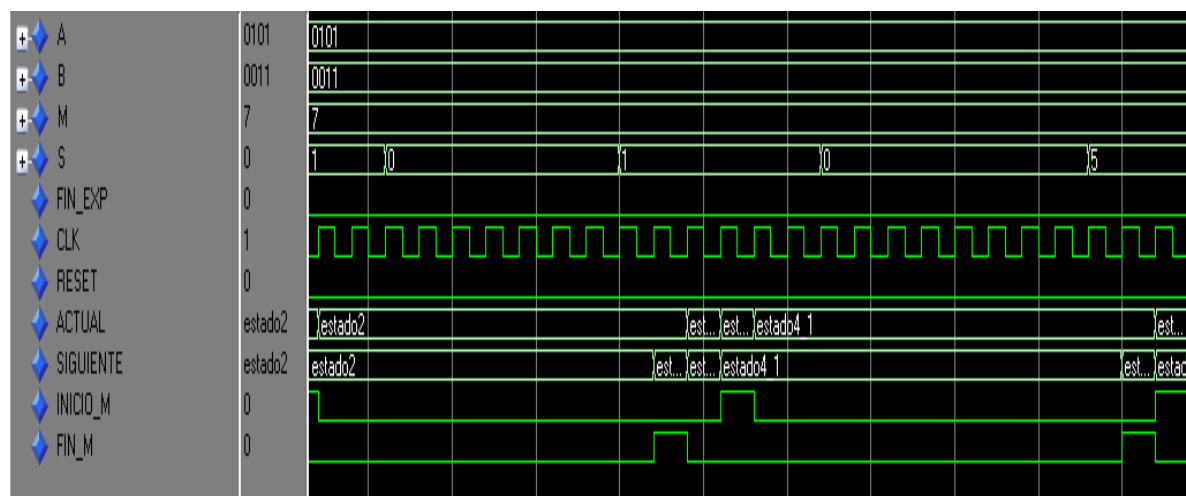 A 0101 0101
B 0011 0011
M 7 7
S 0 1 0 1 0 5
FIN_EXP 0
CLK 1
RESET 0
ACTUAL estado2 estado2 est... est... estado4_1 est...
SIGUIENTE estado2 estado2 est... est... estado4_1 est... estad
INICIO_M 0
FIN_M 0